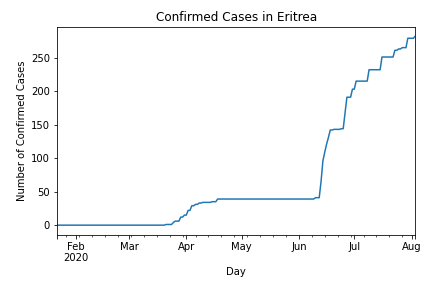 Confirmed Cases in Eritrea
Number of Confirmed Cases
250
200
150
100
50
0
Feb Mar Apr May Jun Jul Aug
2020
Day